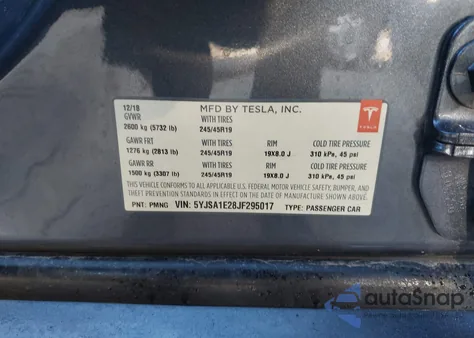 12/18 MFD BY TESLA, INC.
GVWR WITH TIRES
2600 kg (5732 lb) 245/45R19
GAWR FRT WITH TIRES RIM COLD TIRE PRESSURE
1276 kg (2813 lb) 245/45R19 19X8.0 J 310 kPa, 45 psi
GAWR RR WITH TIRES RIM COLD TIRE PRESSURE
1500 kg (3307 lb) 245/45R19 19X8.0 J 310 kPa, 45 psi
THIS VEHICLE CONFORMS TO ALL APPLICABLE U.S. FEDERAL MOTOR VEHICLE SAFETY, BUMPER, AND
THEFT PREVENTION STANDARDS IN EFFECT ON THE DATE OF MANUFACTURE SHOWN ABOVE.
PNT: PMNG VIN: 5YJSA1E28JF295017 TYPE: PASSENGER CAR
TESLA
autoSnap